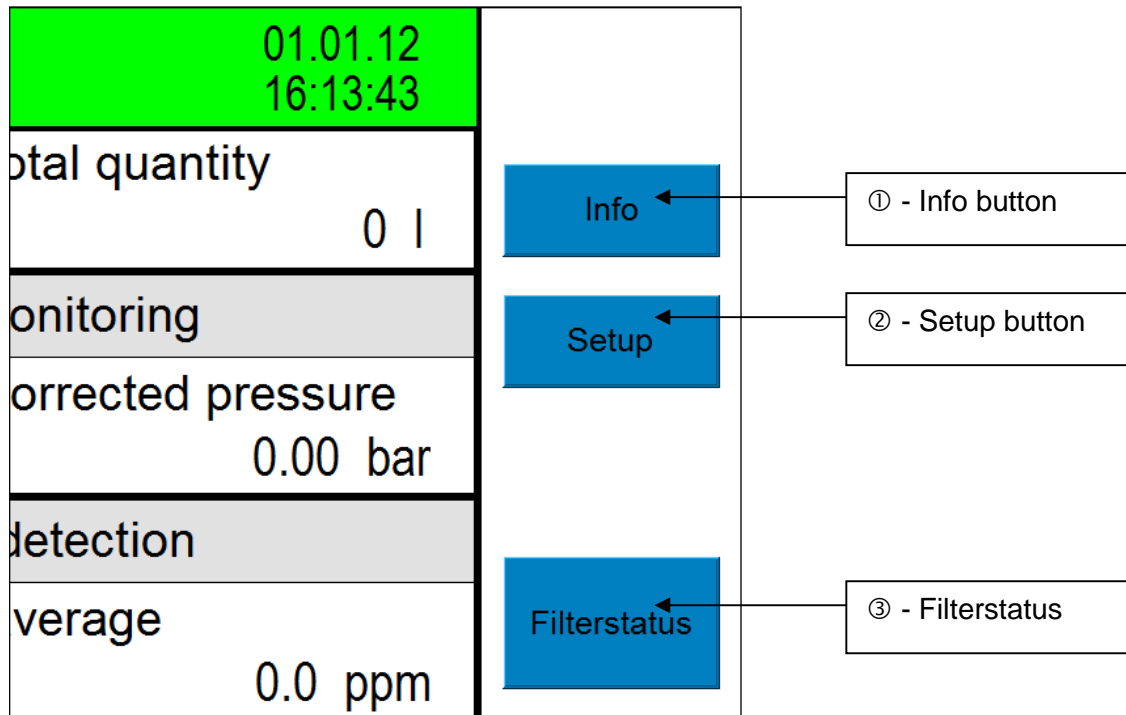 01.01.12
16:13:43
otal quantity
0 l
onitoring
orrected pressure
0.00 bar
detection
verage
0.0 ppm
Info
Setup
Filterstatus
① - Info button
② - Setup button
③ - Filterstatus